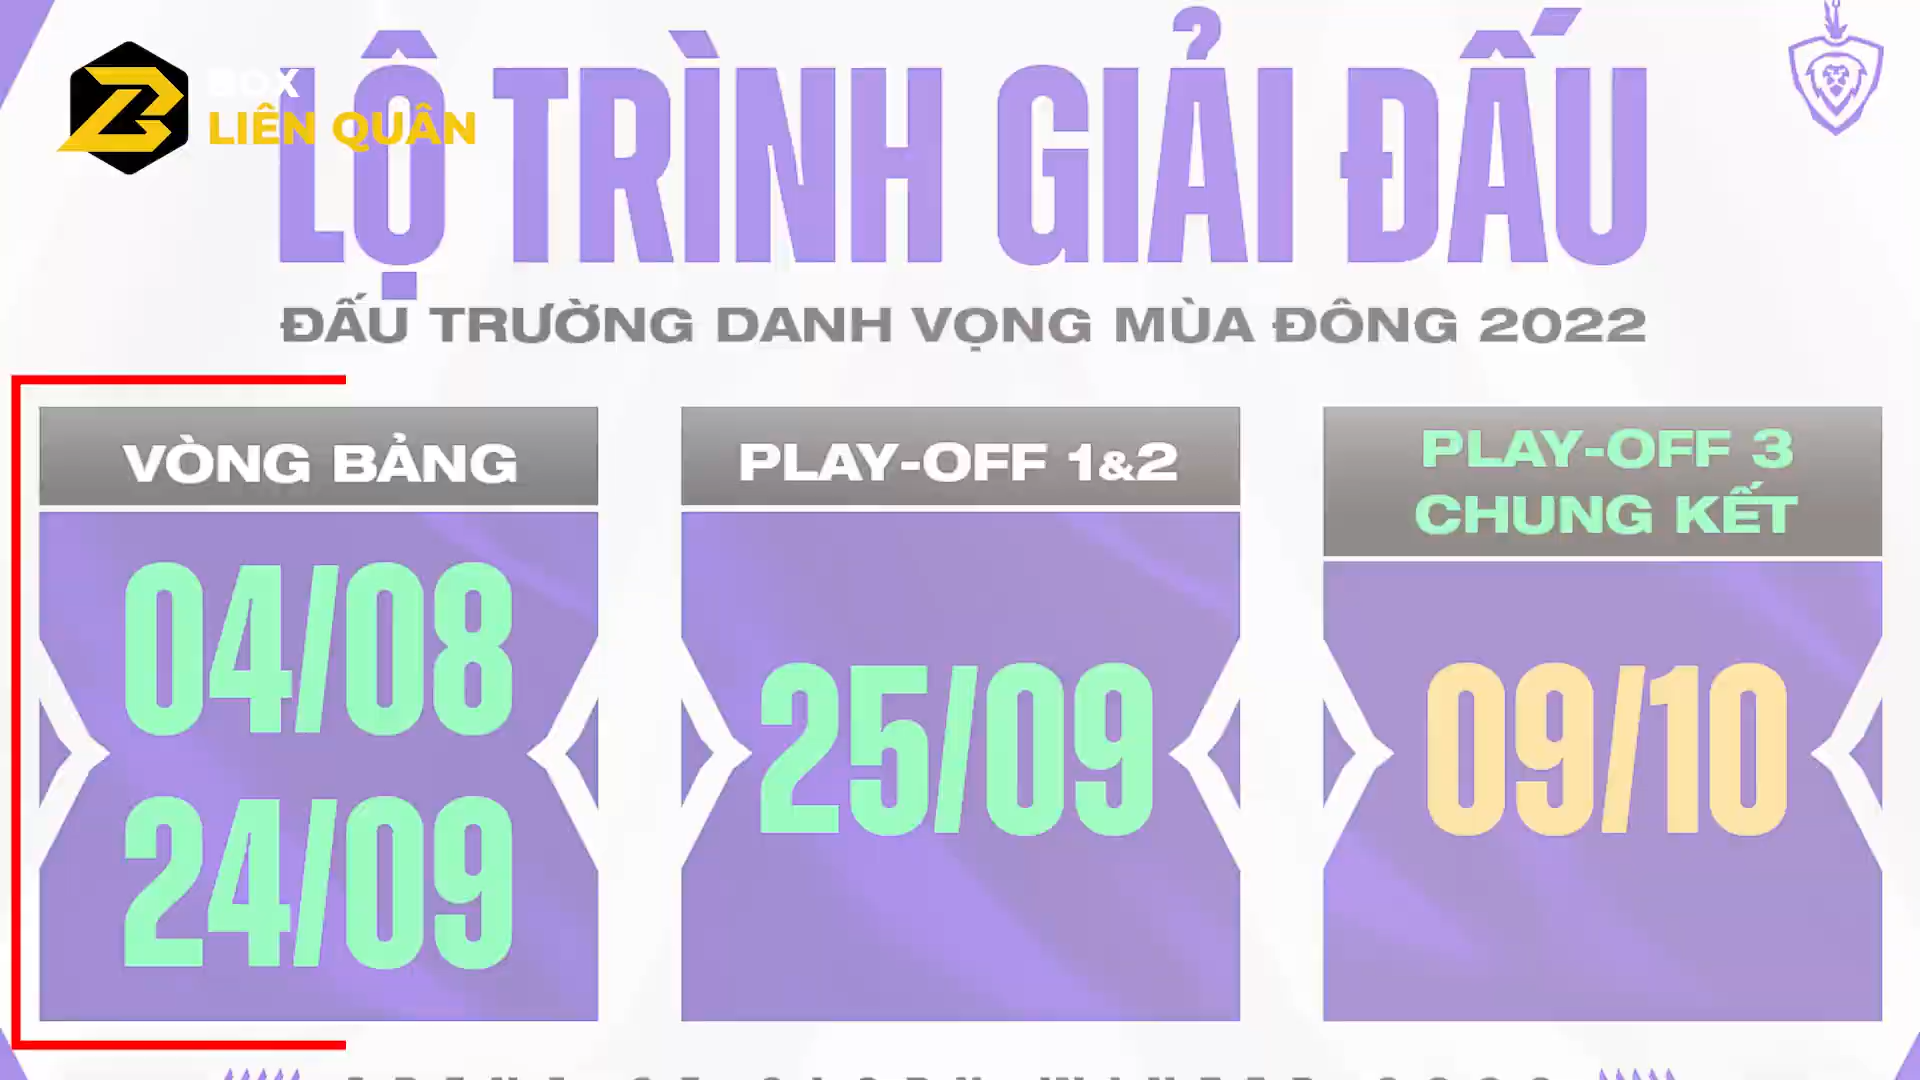 BOX
LIÊN QUÂN
LỘ TRÌNH GIẢI ĐẤU
ĐẤU TRƯỜNG DANH VỌNG MÙA ĐÔNG 2022
VÒNG BẢNG
04/08
24/09
PLAY-OFF 1&2
25/09
PLAY-OFF 3
CHUNG KẾT
09/10